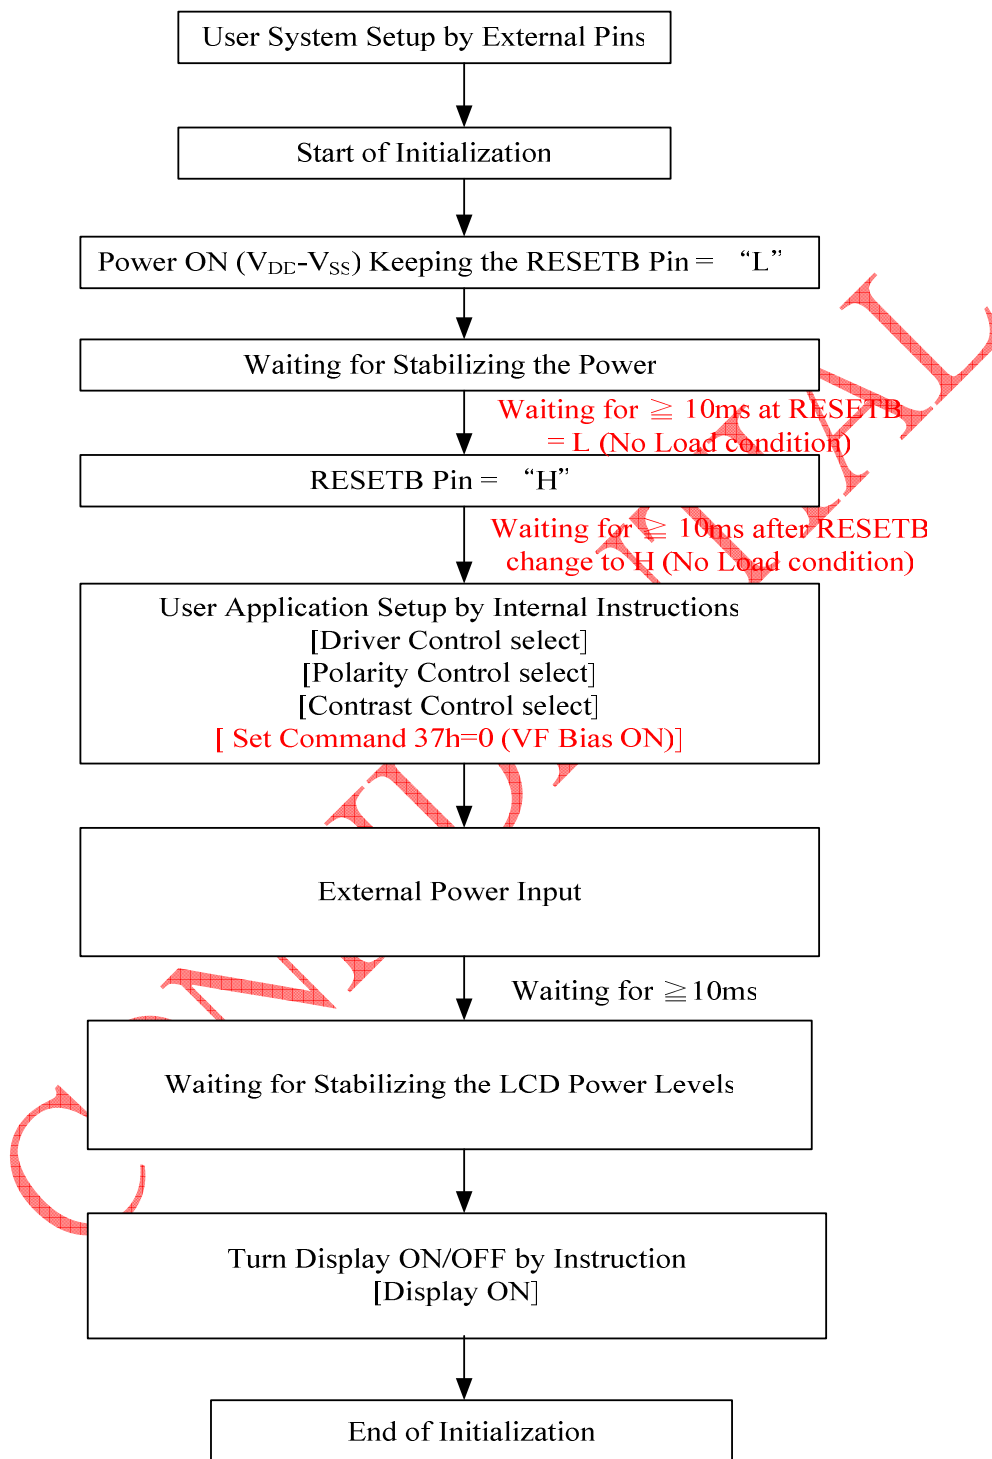 User System Setup by External Pins
Start of Initialization
Power ON (VDD-VSS) Keeping the RESETB Pin = “L”
Waiting for Stabilizing the Power
Waiting for ≧ 10ms at RESETB
= L (No Load condition)
RESETB Pin = “H”
Waiting for ≧ 10ms after RESETB
change to H (No Load condition)
User Application Setup by Internal Instructions
[Driver Control select]
[Polarity Control select]
[Contrast Control select]
[ Set Command 37h=0 (VF Bias ON)]
External Power Input
Waiting for ≧10ms
Waiting for Stabilizing the LCD Power Levels
Turn Display ON/OFF by Instruction
[Display ON]
End of Initialization
CONFIDENTIAL